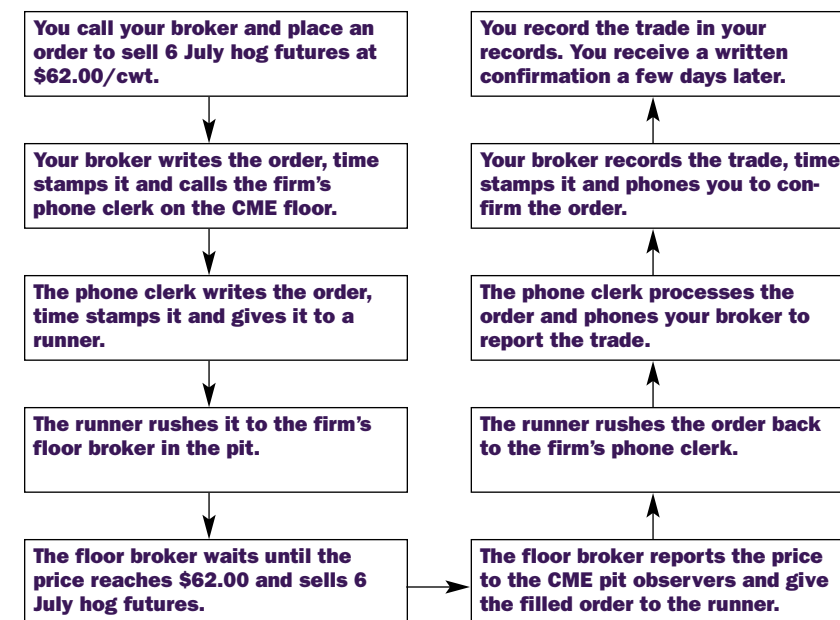 You call your broker and place an
order to sell 6 July hog futures at
$62.00/cwt.
Your broker writes the order, time
stamps it and calls the firm's
phone clerk on the CME floor.
The phone clerk writes the order,
time stamps it and gives it to a
runner.
The runner rushes it to the firm's
floor broker in the pit.
The floor broker waits until the
price reaches $62.00 and sells 6
July hog futures.
The floor broker reports the price
to the CME pit observers and give
the filled order to the runner.
The runner rushes the order back
to the firm's phone clerk.
The phone clerk processes the
order and phones your broker to
report the trade.
Your broker records the trade, time
stamps it and phones you to con-
firm the order.
You record the trade in your
records. You receive a written
confirmation a few days later.